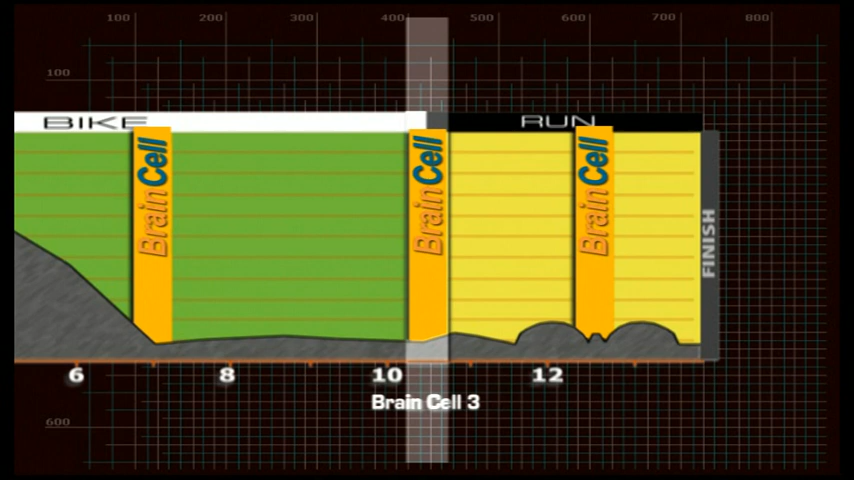 100 200 300 400 500 600 700 800
100
BIKE RUN
BrainCell BrainCell BrainCell
FINISH
6 8 10 12
Brain Cell 3
600